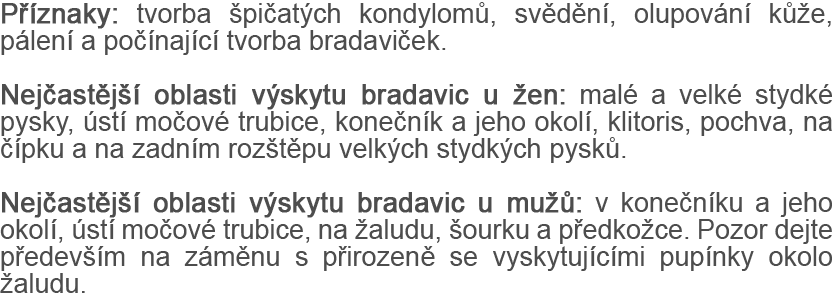 Příznaky: tvorba špičatých kondylomů, svědění, olupování kůže,
pálení a počínající tvorba bradaviček.
Nejčastější oblasti výskytu bradavic u žen: malé a velké stydké
pysky, ústí močové trubice, konečník a jeho okolí, klitoris, pochva, na
čípku a na zadním rozštěpu velkých stydkých pysků.
Nejčastější oblasti výskytu bradavic u mužů: v konečníku a jeho
okolí, ústí močové trubice, na žaludu, šourku a předkožce. Pozor dejte
především na záměnu s přirozeně se vyskytujícími pupínky okolo
žaludu.